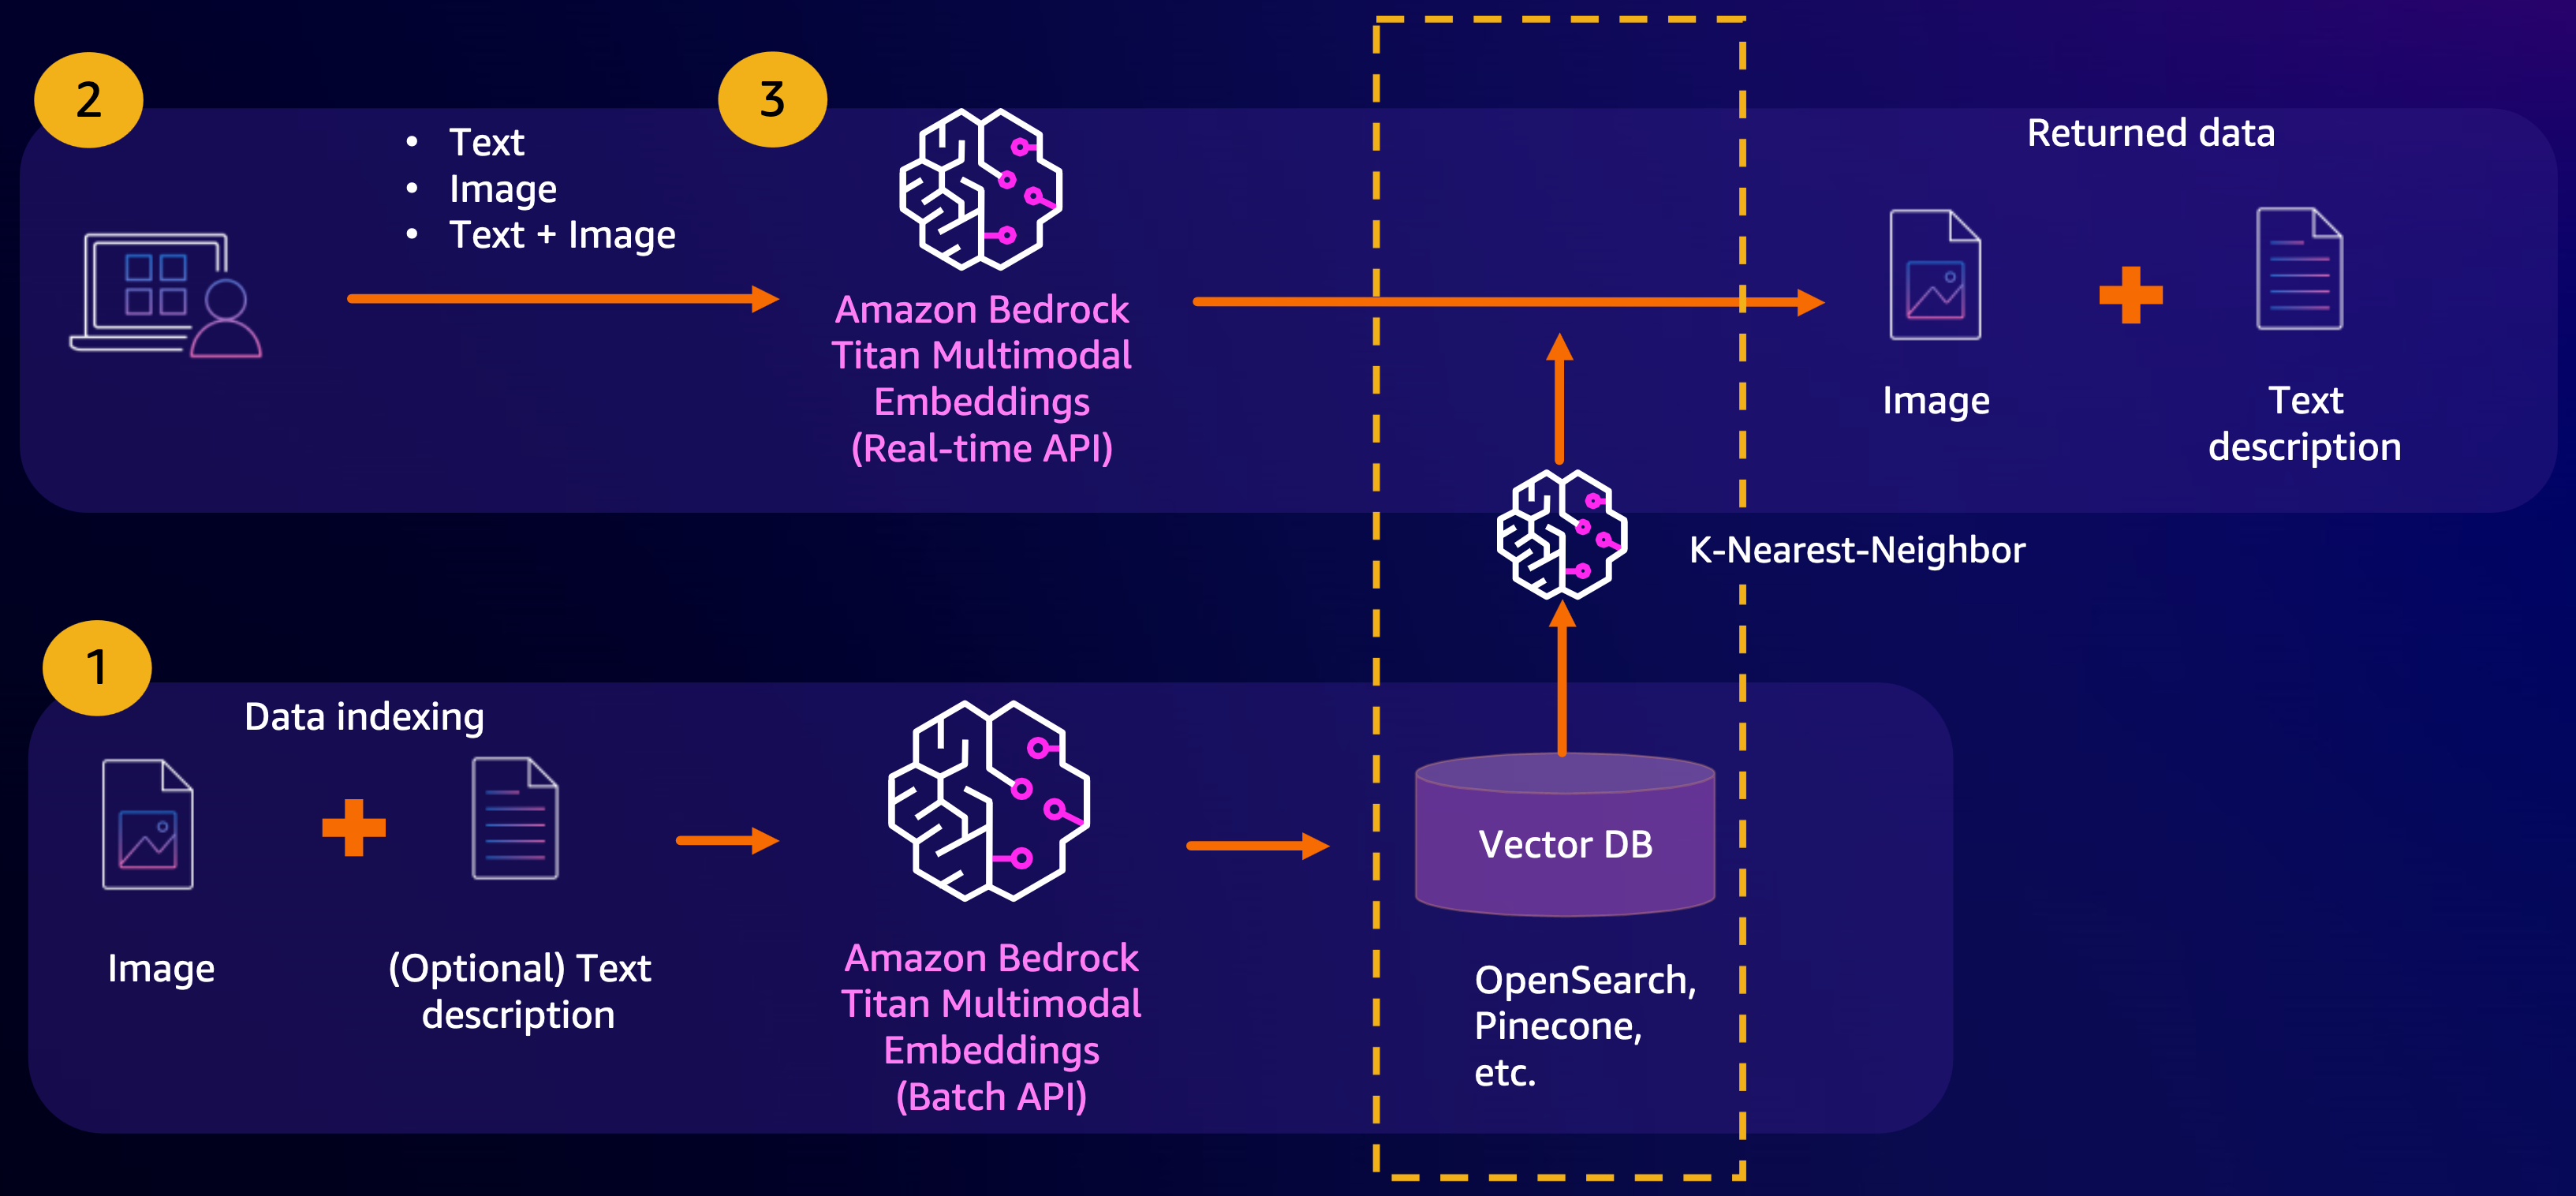 2
• Text
• Image
• Text + Image
3
Amazon Bedrock
Titan Multimodal
Embeddings
(Real-time API)
Returned data
Image
Text
description
K-Nearest-Neighbor
1
Data indexing
Image
(Optional) Text
description
Amazon Bedrock
Titan Multimodal
Embeddings
(Batch API)
Vector DB
OpenSearch,
Pinecone,
etc.